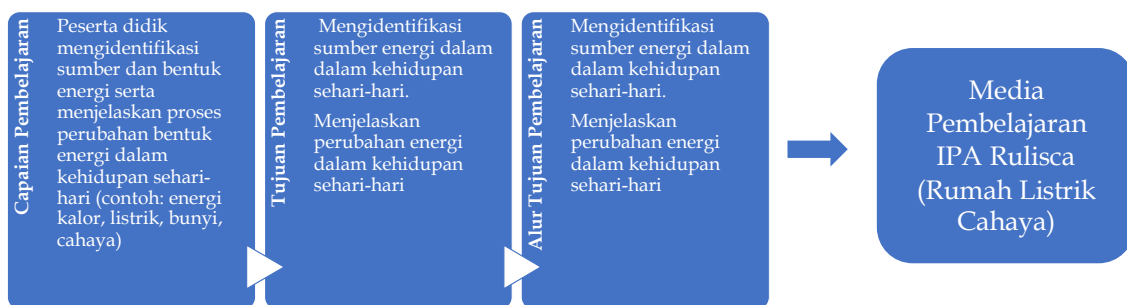 Capaian Pembelajaran
Peserta didik
mengidentifikasi
sumber dan bentuk
energi serta
menjelaskan proses
perubahan bentuk
energi dalam
kehidupan sehari-
hari (contoh: energi
kalor, listrik, bunyi,
cahaya)
Tujuan Pembelajaran
Mengidentifikasi
sumber energi dalam
dalam kehidupan
sehari-hari.
Menjelaskan
perubahan energi
dalam kehidupan
sehari-hari
Alur Tujuan Pembelajaran
Mengidentifikasi
sumber energi dalam
dalam kehidupan
sehari-hari.
Menjelaskan
perubahan energi
dalam kehidupan
sehari-hari
Media
Pembelajaran
IPA Rulisca
(Rumah Listrik
Cahaya)